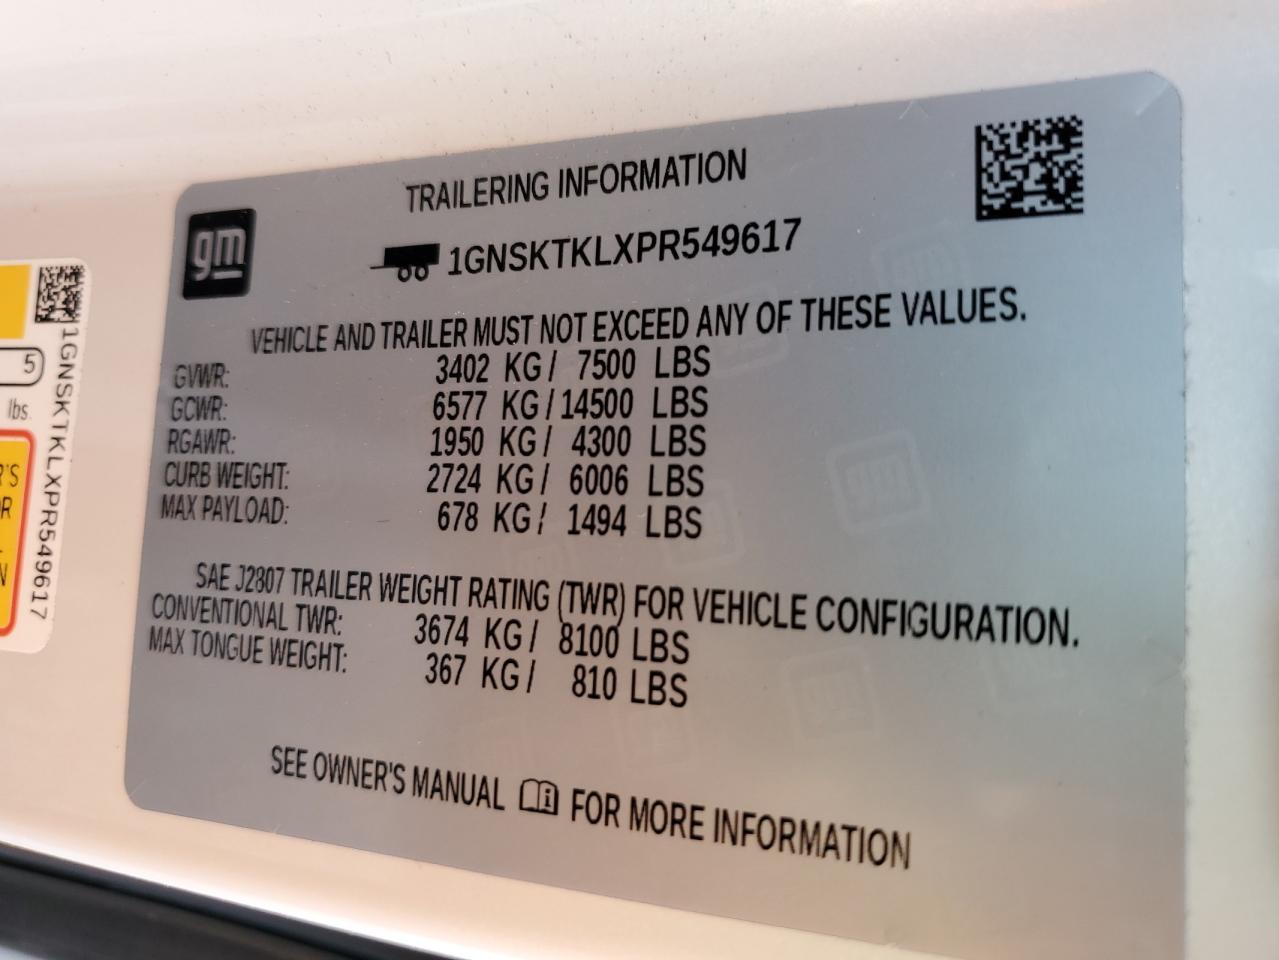 gm
TRAILERING INFORMATION
1GNSKTKLXPR549617
VEHICLE AND TRAILER MUST NOT EXCEED ANY OF THESE VALUES.
GVWR: 3402 KG / 7500 LBS
GCWR: 6577 KG / 14500 LBS
RGAWR: 1950 KG / 4300 LBS
CURB WEIGHT: 2724 KG / 6006 LBS
MAX PAYLOAD: 678 KG / 1494 LBS
SAE J2807 TRAILER WEIGHT RATING (TWR) FOR VEHICLE CONFIGURATION.
CONVENTIONAL TWR: 3674 KG / 8100 LBS
MAX TONGUE WEIGHT: 367 KG / 810 LBS
SEE OWNER'S MANUAL FOR MORE INFORMATION
5
lbs.
1GNSKTKLXPR549617